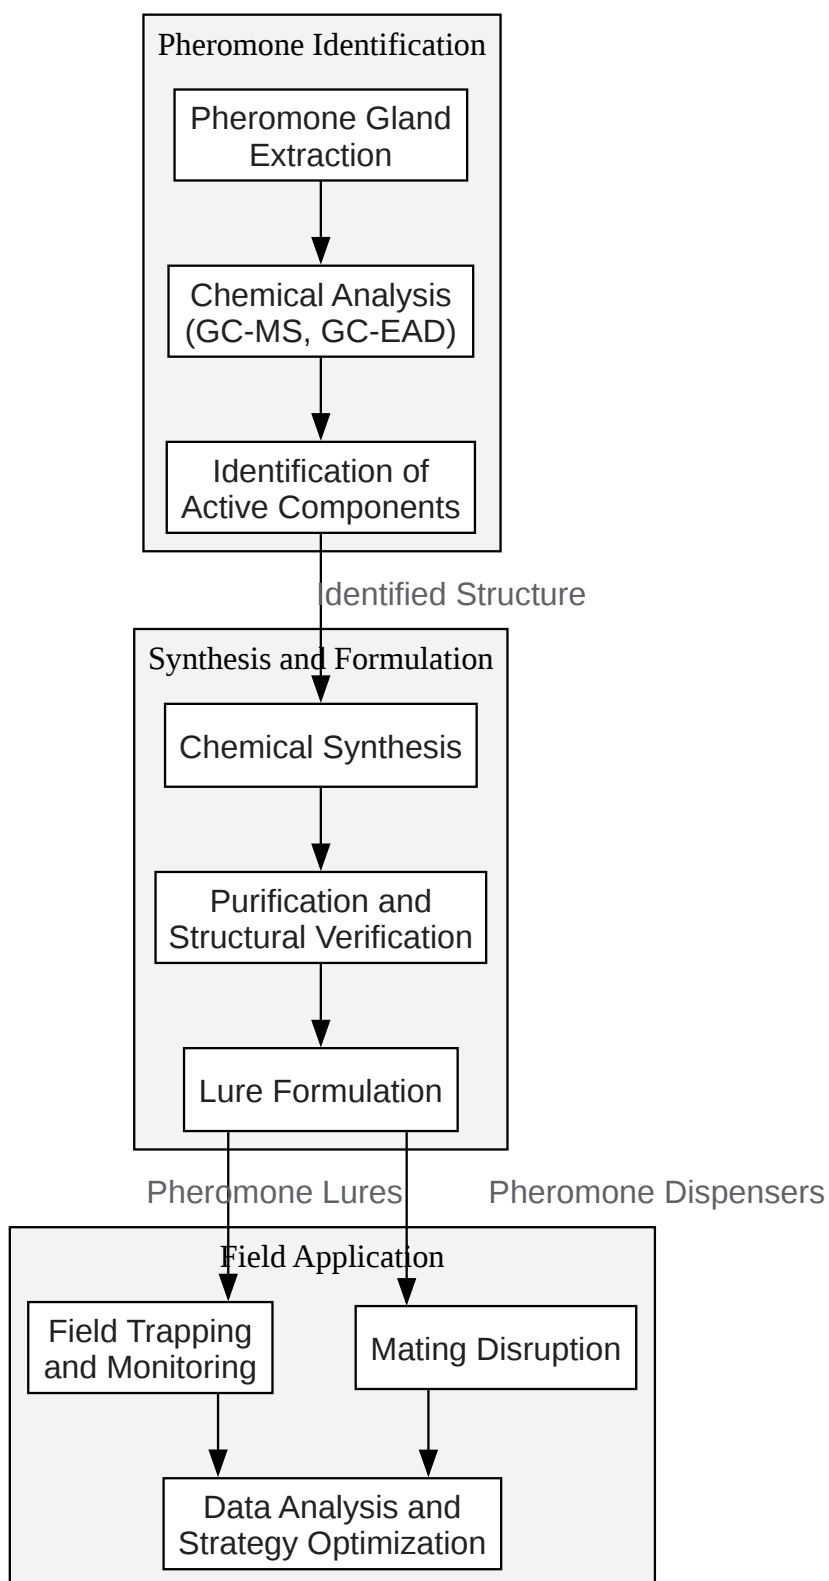 Pheromone Identification
Pheromone Gland
Extraction
Chemical Analysis
(GC-MS, GC-EAD)
Identification of
Active Components
Identified Structure
Synthesis and Formulation
Chemical Synthesis
Purification and
Structural Verification
Lure Formulation
Pheromone Lures
Pheromone Dispensers
Field Application
Field Trapping
and Monitoring
Mating Disruption
Data Analysis and
Strategy Optimization